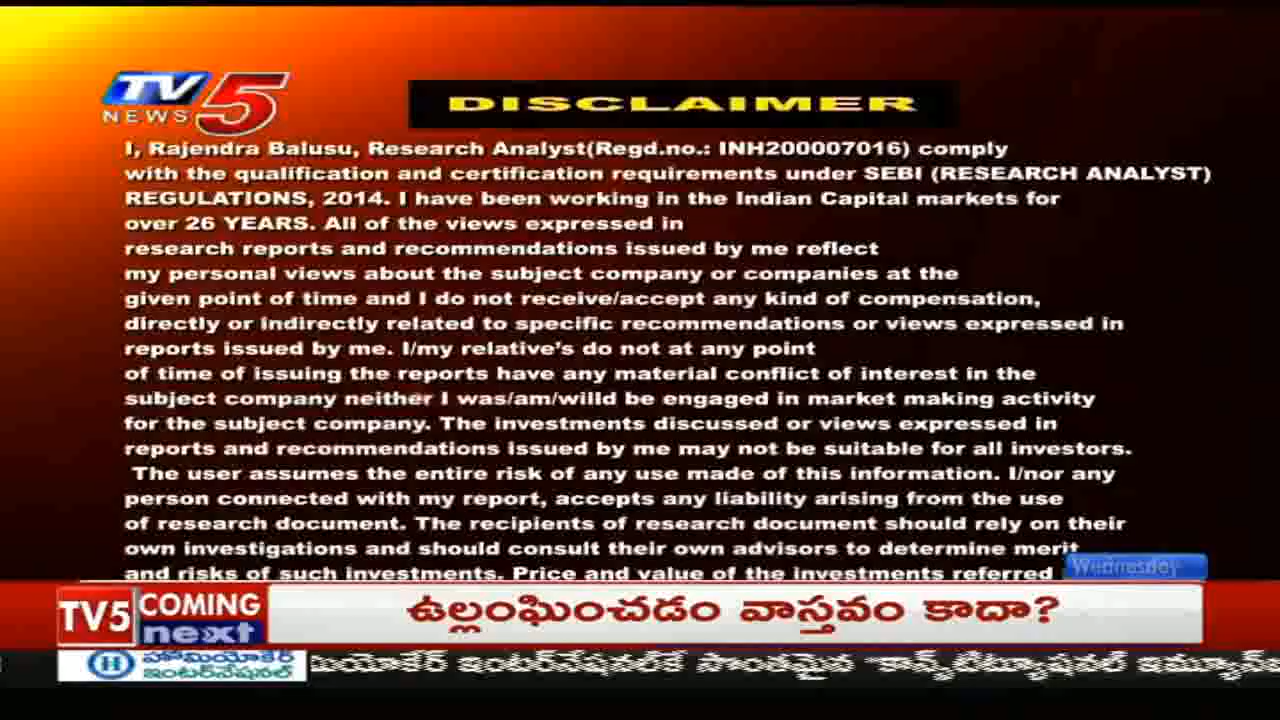 TV5
NEWS
DISCLAIMER
I, Rajendra Balusu, Research Analyst(Regd.no.: INH200007016) comply
with the qualification and certification requirements under SEBI (RESEARCH ANALYST)
REGULATIONS, 2014. I have been working in the Indian Capital markets for
over 26 YEARS. All of the views expressed in
research reports and recommendations issued by me reflect
my personal views about the subject company or companies at the
given point of time and I do not receive/accept any kind of compensation,
directly or indirectly related to specific recommendations or views expressed in
reports issued by me. I/my relative's do not at any point
of time of issuing the reports have any material conflict of interest in the
subject company neither I was/am/willd be engaged in market making activity
for the subject company. The investments discussed or views expressed in
reports and recommendations issued by me may not be suitable for all investors.
The user assumes the entire risk of any use made of this information. I/nor any
person connected with my report, accepts any liability arising from the use
of research document. The recipients of research document should rely on their
own investigations and should consult their own advisors to determine merit
and risks of such investments. Price and value of the investments referred
Wednesday
TV5 COMING next
ఉల్లంఘించడం వాస్తవం కాదా?
H హోమియోకేర్ ఇంటర్‌నేషనల్
మియోకేర్ ఇంటర్‌నేషనల్‌కే సొంతమైన కాన్స్టిట్యూషనల్